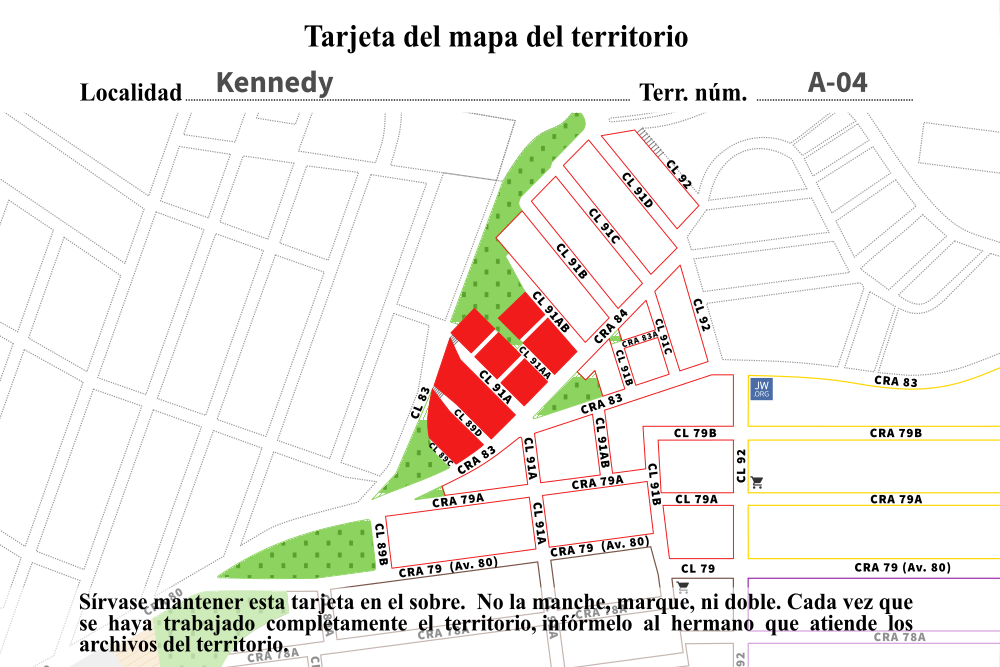 Tarjeta del mapa del territorio
Localidad Kennedy Terr. núm. A-04
CL 92
CL 91D
CL 91C
CL 91B
CL 91AB
CRA 84
CL 92
CL 91C
CRA 83A
CL 91B
CL 91AA
CL 91A
CL 83
CL 89D
CL 89C
CRA 83
CRA 83
CRA 83
JW
.ORG
CL 79B
CRA 79B
CL 91A
CL 91AB
CL 91B
CL 92
CRA 79A
CRA 79A
CL 79A
CRA 79A
CL 89B
CL 91A
CRA 79 (Av. 80)
CRA 79 (Av. 80)
CL 79
CRA 79 (Av. 80)
Sírvase mantener esta tarjeta en el sobre. No la manche, marque, ni doble. Cada vez que
se haya trabajado completamente el territorio, infórmelo al hermano que atiende los
archivos del territorio.
CRA 78A
CRA 78A
CRA 78A
CRA 78A
92